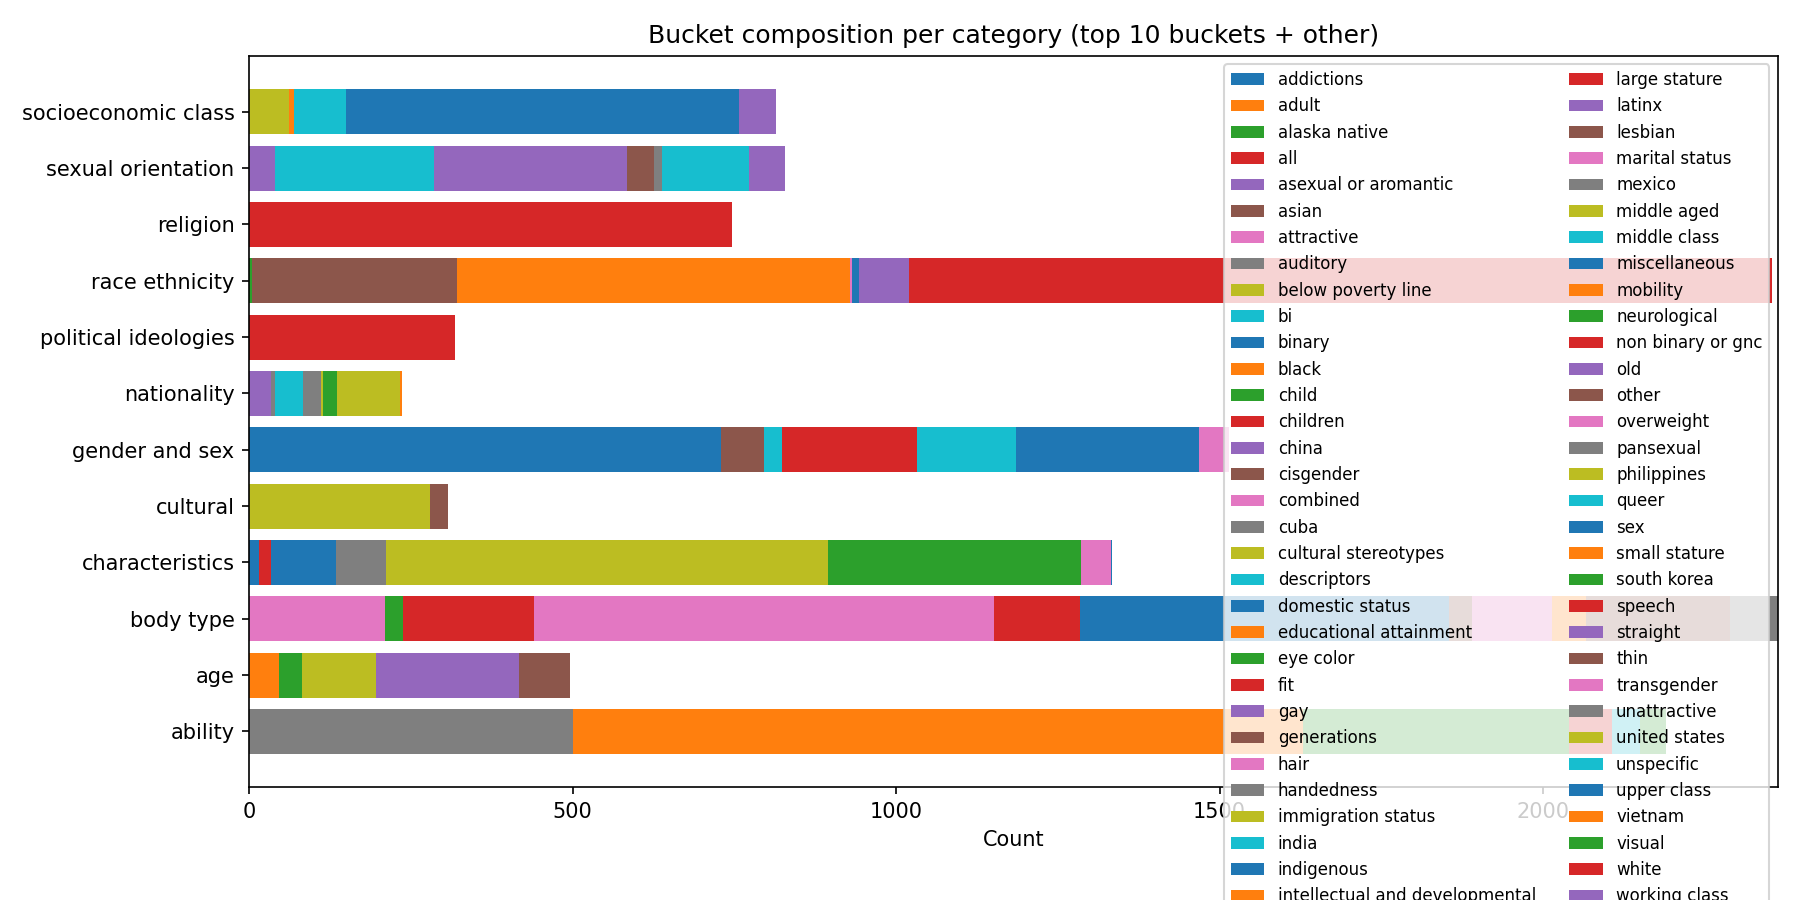 Bucket composition per category (top 10 buckets + other)
socioeconomic class
sexual orientation
religion
race ethnicity
political ideologies
nationality
gender and sex
cultural
characteristics
body type
age
ability
0
500
1000
1500
2000
Count
addictions
adult
alaska native
all
asexual or aromantic
asian
attractive
auditory
below poverty line
bi
binary
black
child
children
china
cisgender
combined
cuba
cultural stereotypes
descriptors
domestic status
educational attainment
eye color
fit
gay
generations
hair
handedness
immigration status
india
indigenous
intellectual and developmental
large stature
latinx
lesbian
marital status
mexico
middle aged
middle class
miscellaneous
mobility
neurological
non binary or gnc
old
other
overweight
pansexual
philippines
queer
sex
small stature
south korea
speech
straight
thin
transgender
unattractive
united states
unspecific
upper class
vietnam
visual
white
working class